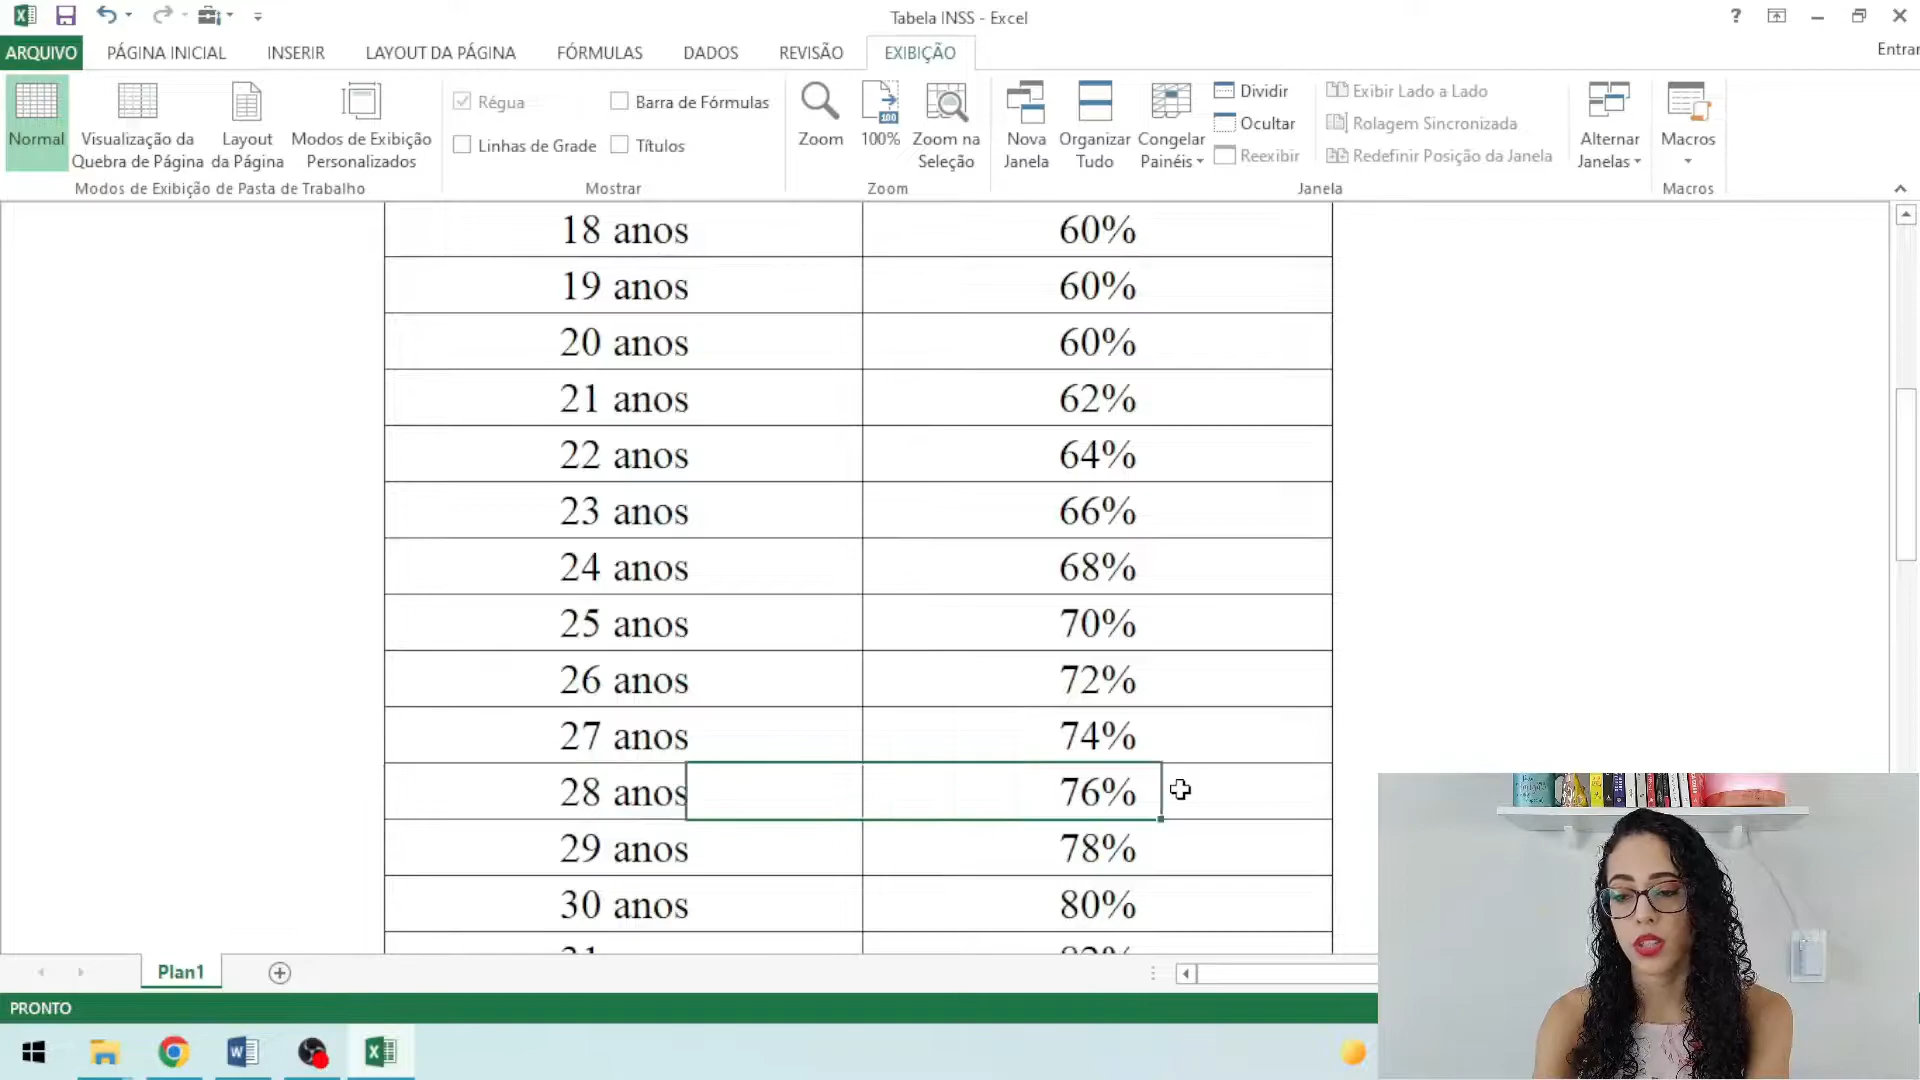 Tabela INSS - Excel
?
ARQUIVO PÁGINA INICIAL INSERIR LAYOUT DA PÁGINA FÓRMULAS DADOS REVISÃO EXIBIÇÃO Entrar
Normal
Visualização da
Quebra de Página
Layout
da Página
Modos de Exibição
Personalizados
Modos de Exibição de Pasta de Trabalho
Régua
Barra de Fórmulas
Linhas de Grade
Títulos
Mostrar
Zoom
100
100%
Zoom na
Seleção
Zoom
Nova
Janela
Organizar
Tudo
Congelar
Painéis
Dividir
Ocultar
Reexibir
Exibir Lado a Lado
Rolagem Sincronizada
Redefinir Posição da Janela
Janela
Alternar
Janelas
Macros
Macros
18 anos 60%
19 anos 60%
20 anos 60%
21 anos 62%
22 anos 64%
23 anos 66%
24 anos 68%
25 anos 70%
26 anos 72%
27 anos 74%
28 anos 76%
29 anos 78%
30 anos 80%
Plan1
PRONTO